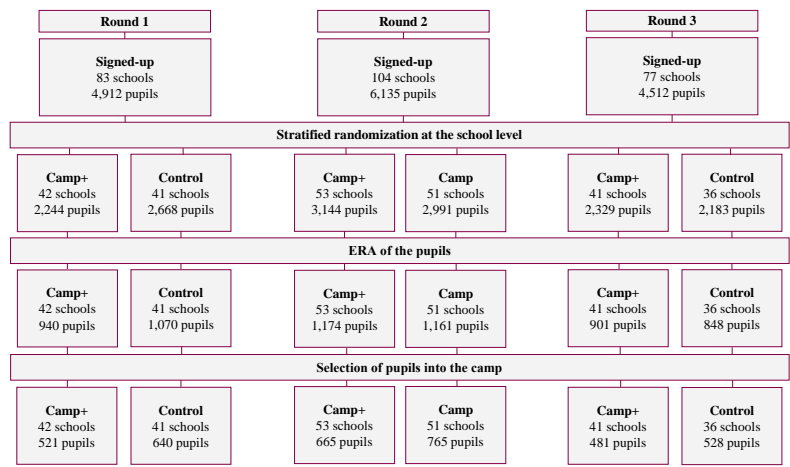 Round 1
Round 2
Round 3
Signed-up
83 schools
4,912 pupils
Signed-up
104 schools
6,135 pupils
Signed-up
77 schools
4,512 pupils
Stratified randomization at the school level
Camp+
42 schools
2,244 pupils
Control
41 schools
2,668 pupils
Camp+
53 schools
3,144 pupils
Camp
51 schools
2,991 pupils
Camp+
41 schools
2,329 pupils
Control
36 schools
2,183 pupils
ERA of the pupils
Camp+
42 schools
940 pupils
Control
41 schools
1,070 pupils
Camp+
53 schools
1,174 pupils
Camp
51 schools
1,161 pupils
Camp+
41 schools
901 pupils
Control
36 schools
848 pupils
Selection of pupils into the camp
Camp+
42 schools
521 pupils
Control
41 schools
640 pupils
Camp+
53 schools
665 pupils
Camp
51 schools
765 pupils
Camp+
41 schools
481 pupils
Control
36 schools
528 pupils